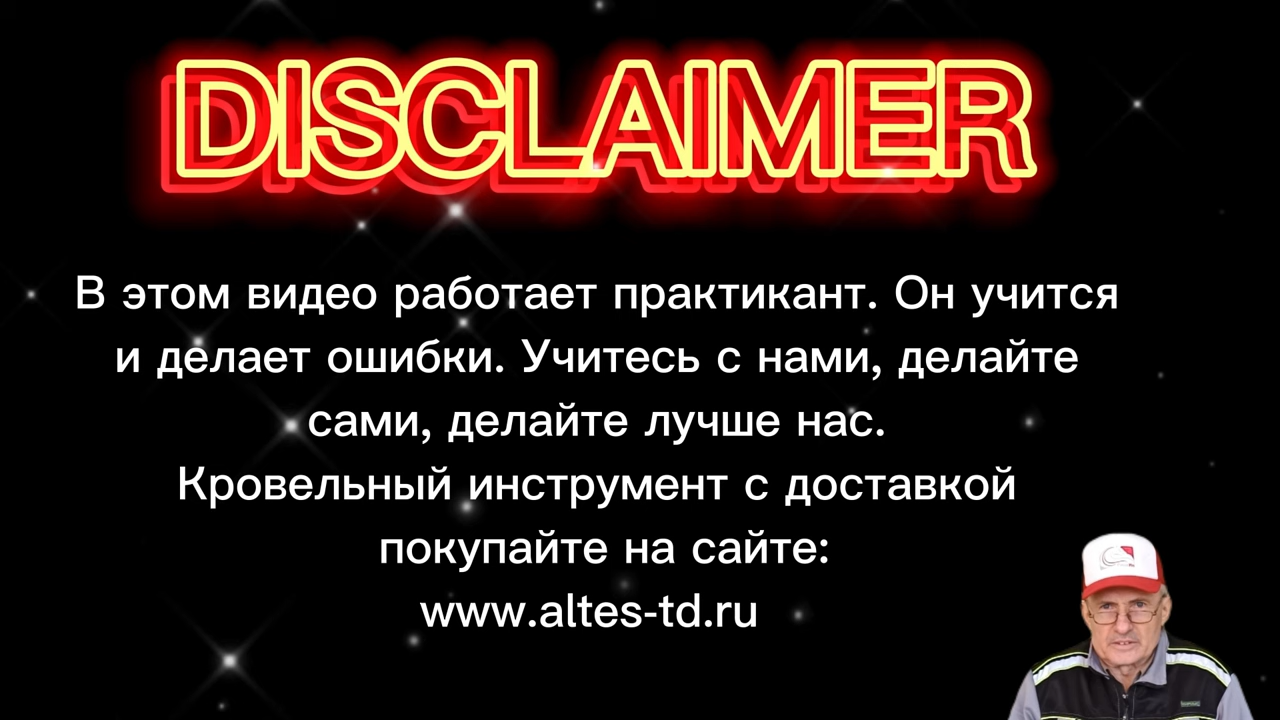 DISCLAIMER
В этом видео работает практикант. Он учится
и делает ошибки. Учитесь с нами, делайте
сами, делайте лучше нас.
Кровельный инструмент с доставкой
покупайте на сайте:
www.altes-td.ru